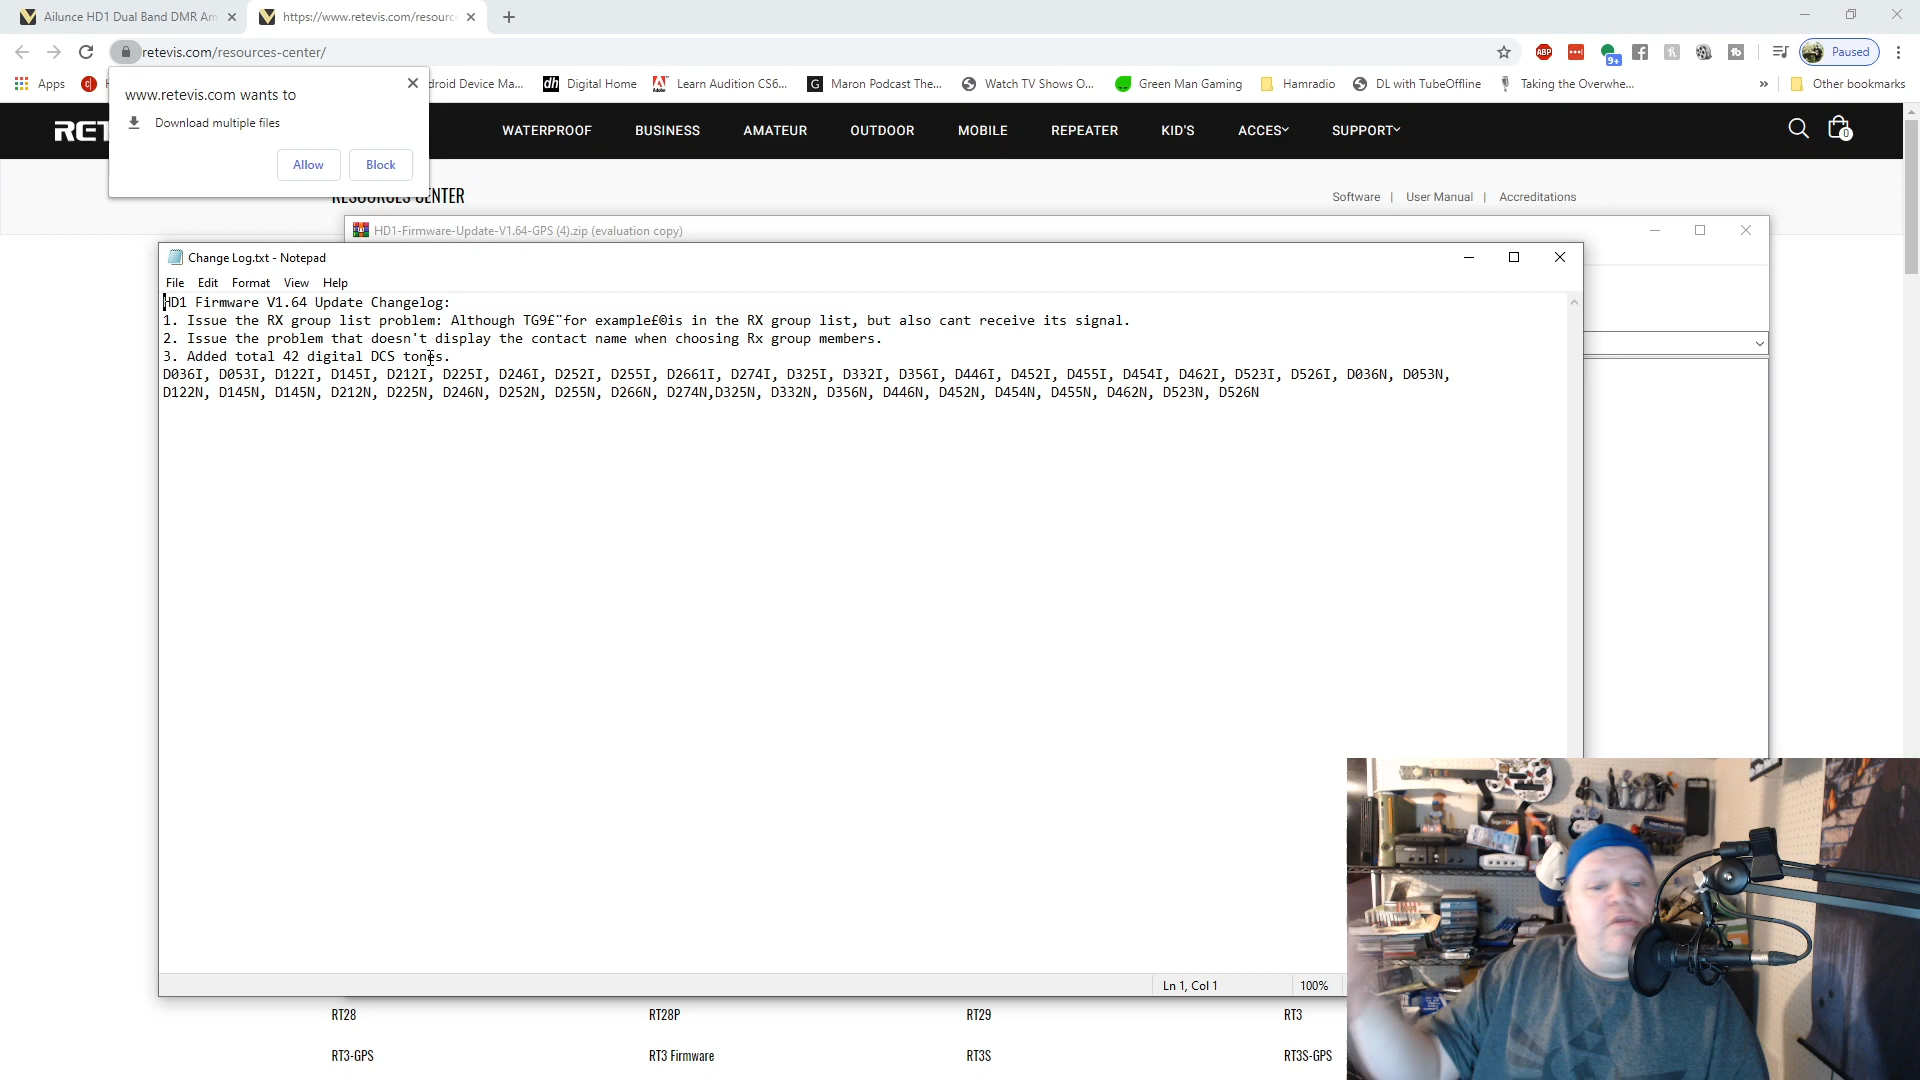 Ailunce HD1 Dual Band DMR Am
https://www.retevis.com/resourc
retevis.com/resources-center/
Paused
Apps
droid Device Ma...
Digital Home
Learn Audition CS6...
Maron Podcast The...
Watch TV Shows O...
Green Man Gaming
Hamradio
DL with TubeOffline
Taking the Overwhe...
»
Other bookmarks
www.retevis.com wants to
Download multiple files
Allow
Block
RET
WATERPROOF
BUSINESS
AMATEUR
OUTDOOR
MOBILE
REPEATER
KID'S
ACCES
SUPPORT
0
RESOURCES CENTER
Software | User Manual | Accreditations
HD1-Firmware-Update-V1.64-GPS (4).zip (evaluation copy)
Change Log.txt - Notepad
File Edit Format View Help
HD1 Firmware V1.64 Update Changelog:
1. Issue the RX group list problem: Although TG9£¨for example£©is in the RX group list, but also cant receive its signal.
2. Issue the problem that doesn't display the contact name when choosing Rx group members.
3. Added total 42 digital DCS tones.
D036I, D053I, D122I, D145I, D212I, D225I, D246I, D252I, D255I, D2661I, D274I, D325I, D332I, D356I, D446I, D452I, D455I, D454I, D462I, D523I, D526I, D036N, D053N,
D122N, D145N, D145N, D212N, D225N, D246N, D252N, D255N, D266N, D274N,D325N, D332N, D356N, D446N, D452N, D454N, D455N, D462N, D523N, D526N
Ln 1, Col 1
100%
RT28
RT28P
RT29
RT3
RT3-GPS
RT3 Firmware
RT3S
RT3S-GPS
ABP
9+